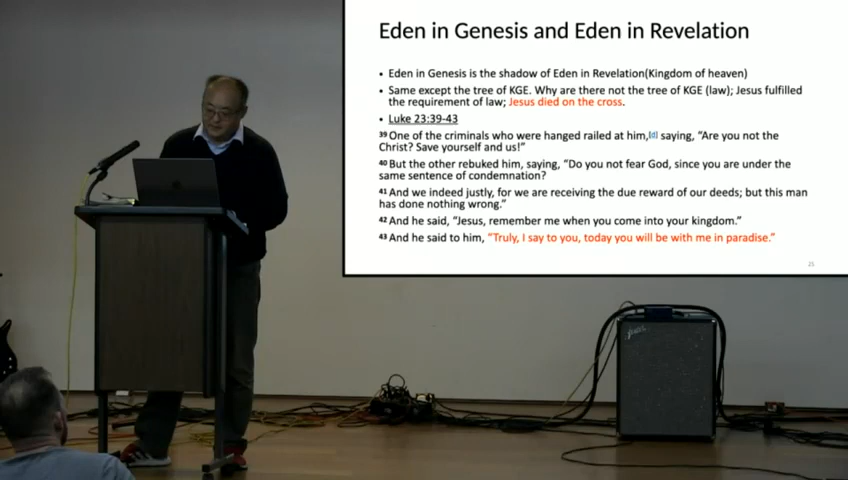 Eden in Genesis and Eden in Revelation
• Eden in Genesis is the shadow of Eden in Revelation(Kingdom of heaven)
• Same except the tree of KGE. Why are there not the tree of KGE (law); Jesus fulfilled
the requirement of law; Jesus died on the cross.
• Luke 23:39-43
39 One of the criminals who were hanged railed at him,[d] saying, “Are you not the
Christ? Save yourself and us!”
40 But the other rebuked him, saying, “Do you not fear God, since you are under the
same sentence of condemnation?
41 And we indeed justly, for we are receiving the due reward of our deeds; but this man
has done nothing wrong.”
42 And he said, “Jesus, remember me when you come into your kingdom.”
43 And he said to him, “Truly, I say to you, today you will be with me in paradise.”
25
Fender